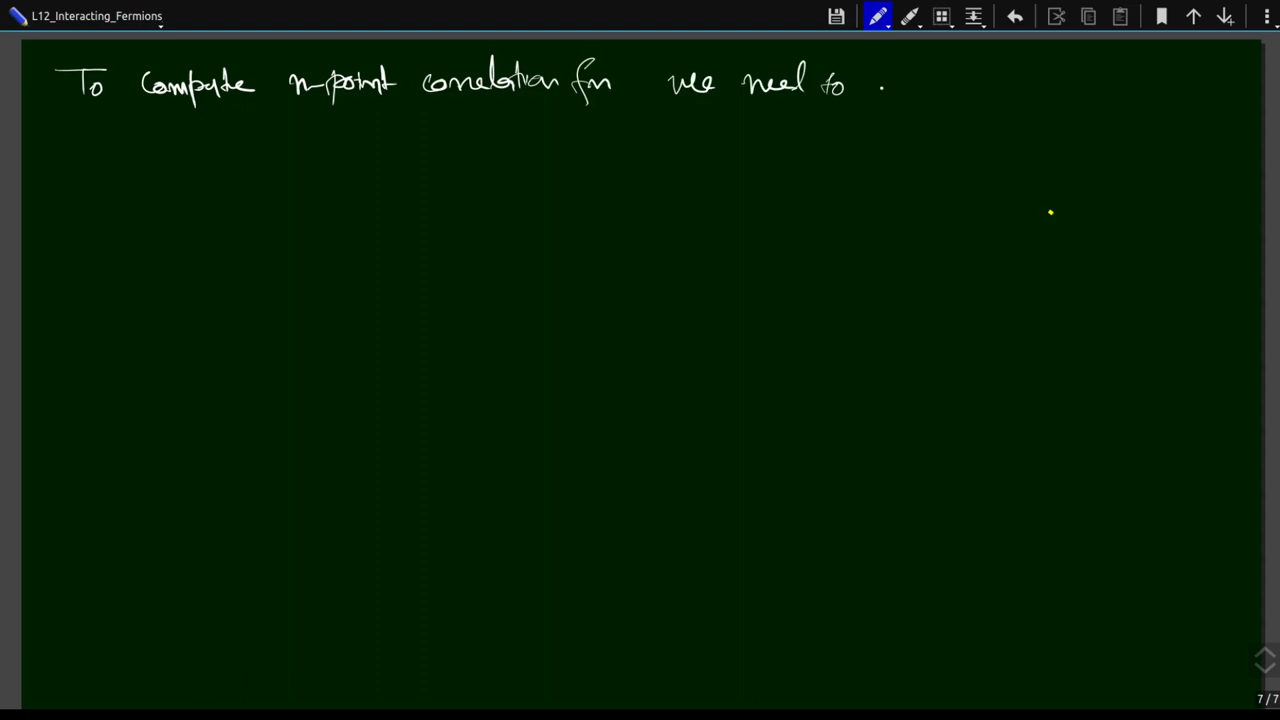 L12_Interacting_Fermions
To compute n-point correlation fn we need to .
7 / 7